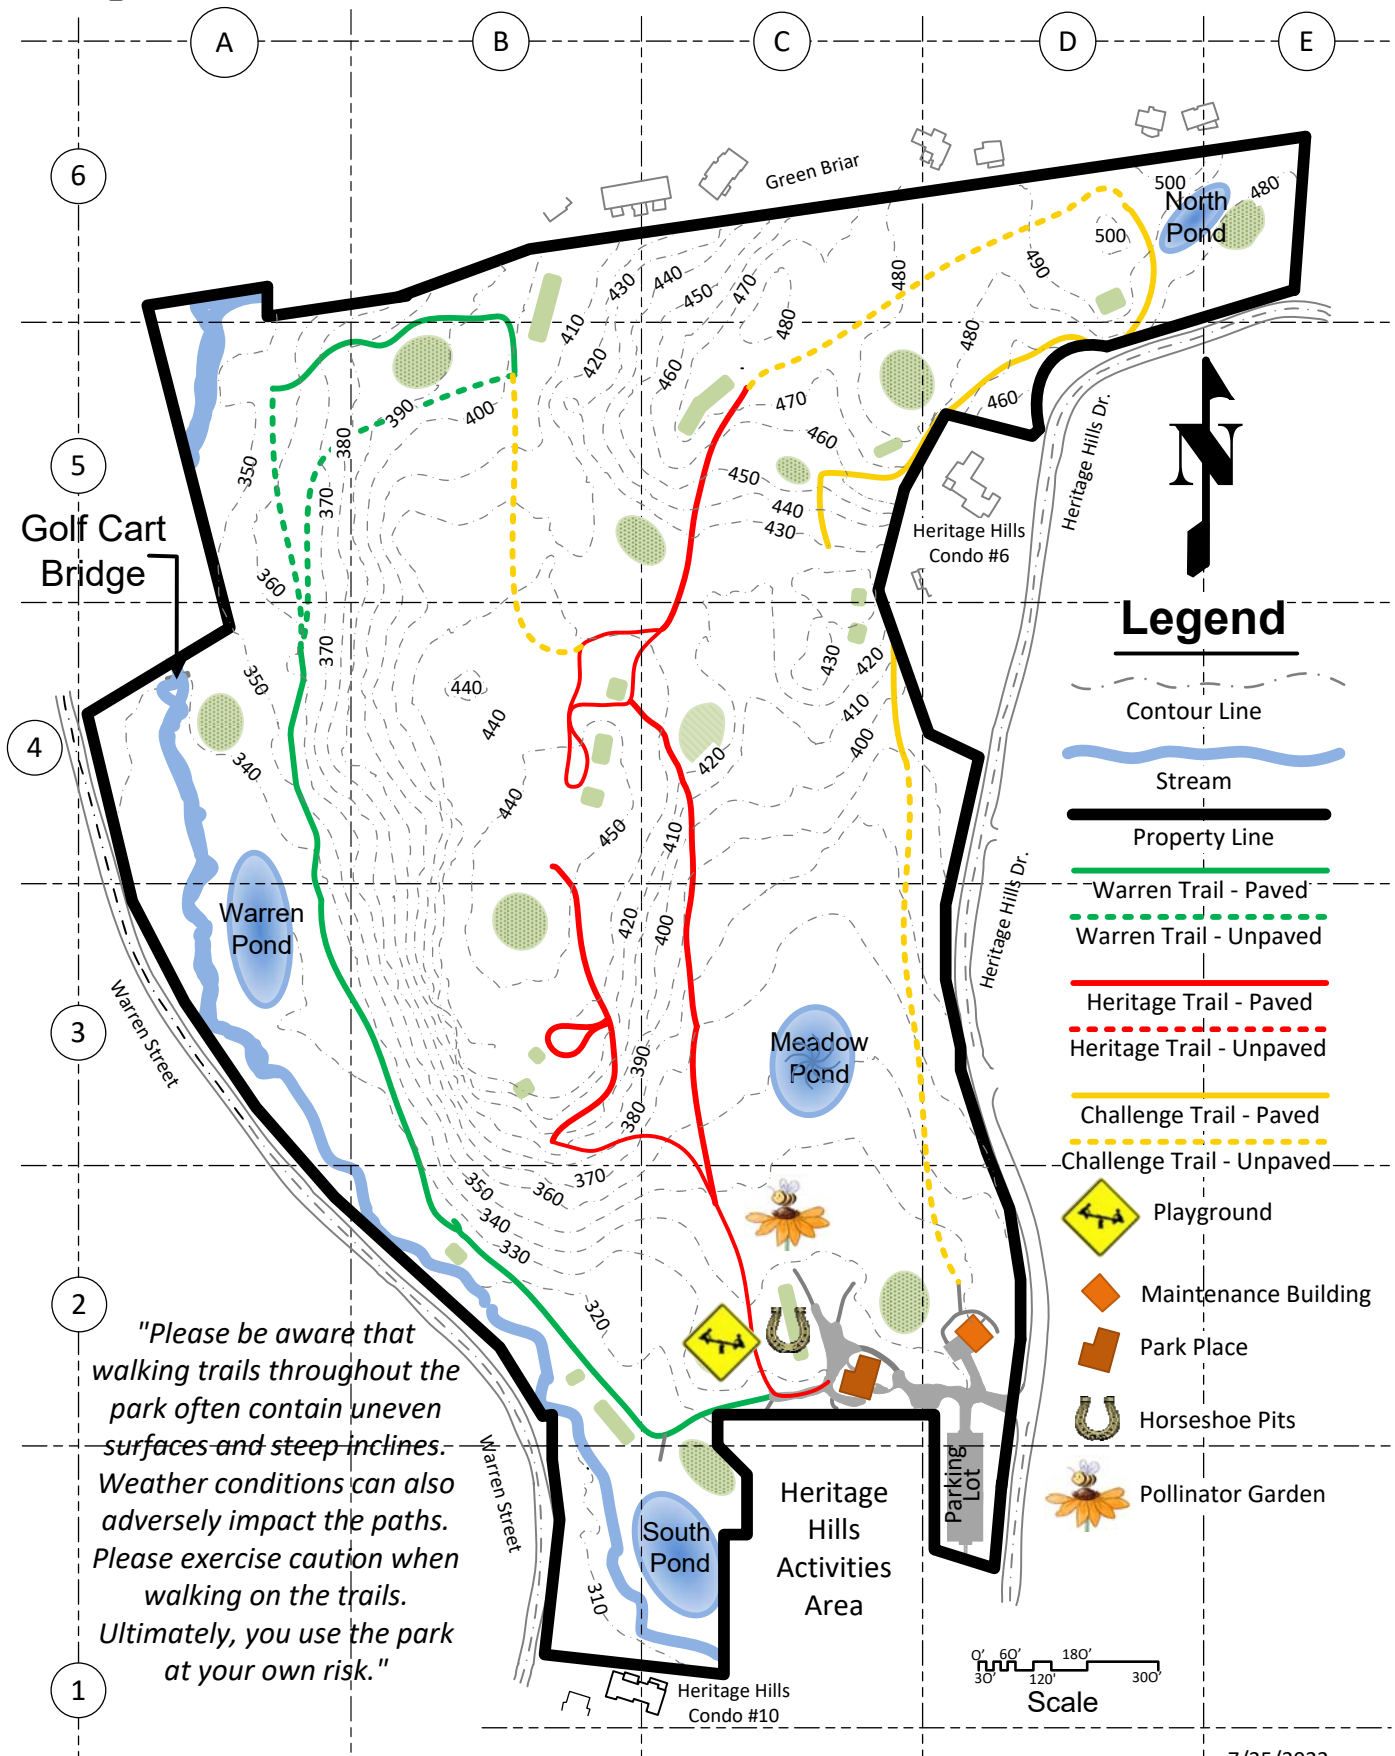 A
B
C
D
E
6
Green Briar
500
North
Pond
480
500
490
480
430
440
450
470
480
480
410
420
460
470
460
460
450
440
430
390
400
380
350
370
5
Golf Cart
Bridge
Heritage Hills Dr.
Heritage Hills
Condo #6
N
360
370
350
440
440
440
450
430
420
410
400
420
410
340
4
Legend
Contour Line
Stream
Property Line
Warren Trail - Paved
Warren Trail - Unpaved
Heritage Trail - Paved
Heritage Trail - Unpaved
Challenge Trail - Paved
Challenge Trail - Unpaved
Playground
Maintenance Building
Park Place
Horseshoe Pits
Pollinator Garden
Heritage Hills Dr.
Warren
Pond
420
400
Warren Street
3
Meadow
Pond
390
380
370
360
350
340
330
320
2
"Please be aware that
walking trails throughout the
park often contain uneven
surfaces and steep inclines.
Weather conditions can also
adversely impact the paths.
Please exercise caution when
walking on the trails.
Ultimately, you use the park
at your own risk."
Warren Street
Parking
Lot
South
Pond
Heritage
Hills
Activities
Area
310
1
Heritage Hills
Condo #10
0'
60'
180'
30'
120'
300'
Scale